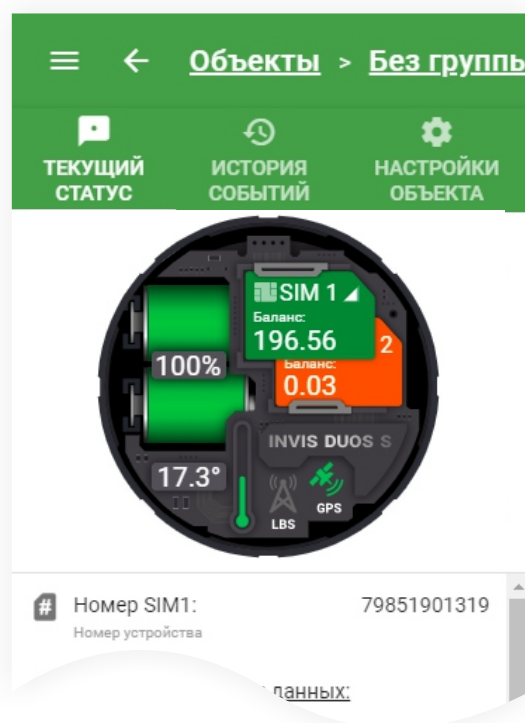 Объекты > Без группы
ТЕКУЩИЙ СТАТУС
ИСТОРИЯ СОБЫТИЙ
НАСТРОЙКИ ОБЪЕКТА
SIM 1
Баланс:
196.56
2
Баланс:
0.03
100%
INVIS DUOS S
17.3°
LBS
GPS
# Номер SIM1: 79851901319
Номер устройства
данных: